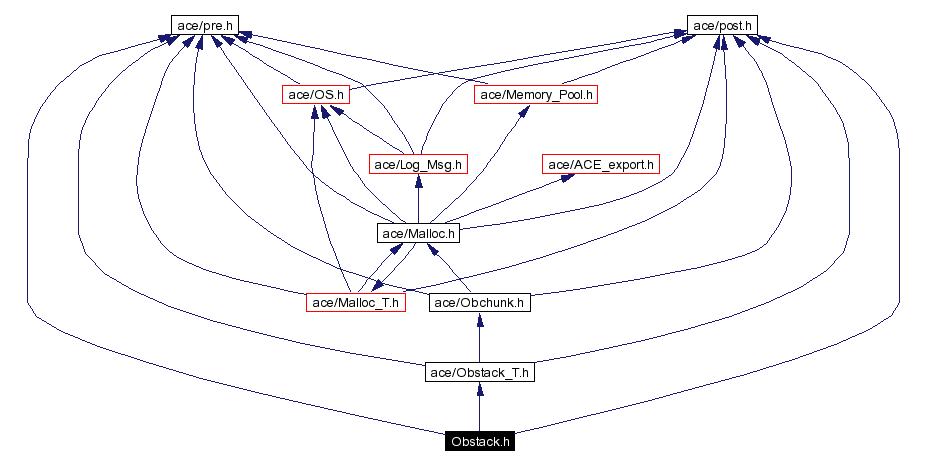 ace/pre.h
ace/post.h
ace/OS.h
ace/Memory_Pool.h
ace/Log_Msg.h
ace/ACE_export.h
ace/Malloc.h
ace/Malloc_T.h
ace/Obchunk.h
ace/Obstack_T.h
Obstack.h